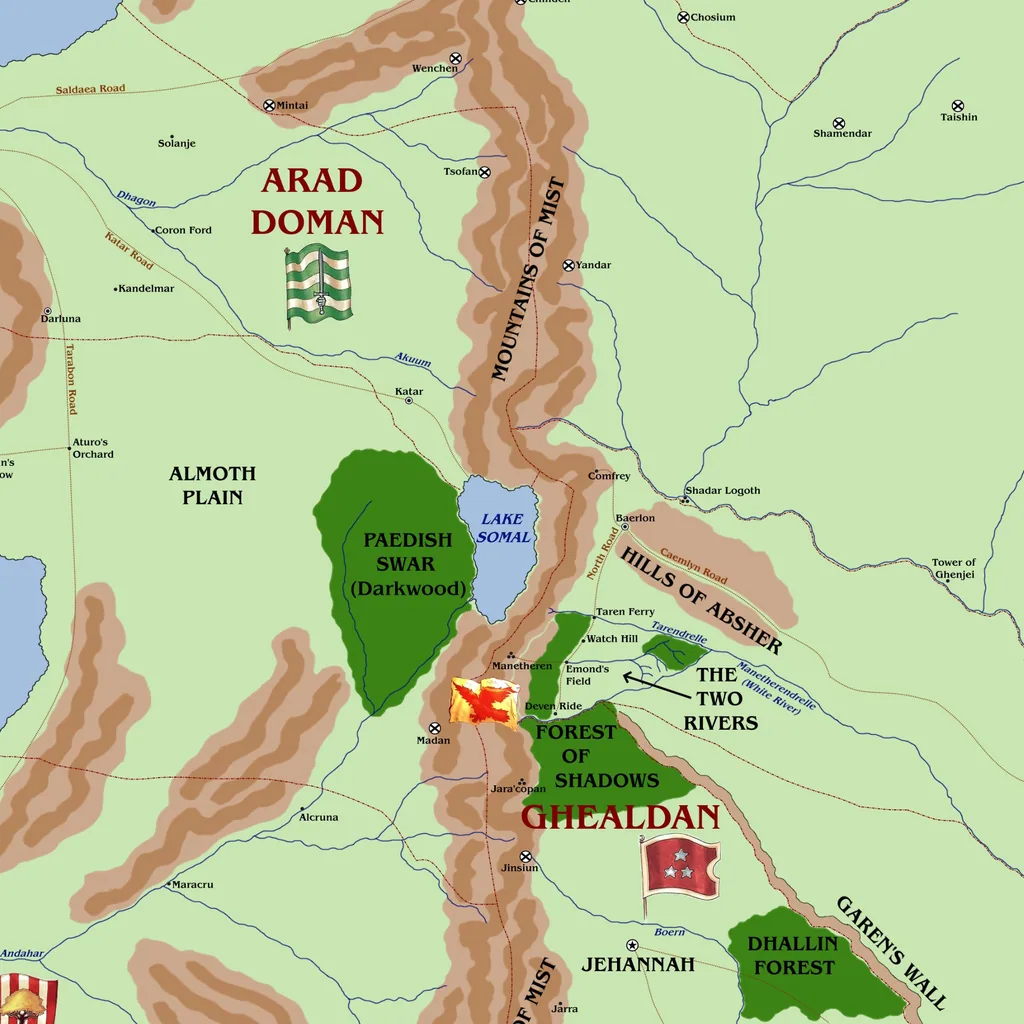 Chosium
Wenchen
Saldaea Road
Mintai
Taishin
Shamendar
Solanje
Tsofan
ARAD
DOMAN
Dhagon
Coron Ford
Katar Road
MOUNTAINS OF MIST
Yandar
Kandelmar
Darluna
Akuum
Tarabon Road
Katar
Aturo's
Orchard
ALMOTH
PLAIN
Comfrey
Shadar Logoth
LAKE
SOMAL
Baerlon
PAEDISH
SWAR
(Darkwood)
North Road
Caemlyn Road
HILLS OF ABSHER
Tower of
Ghenjei
Taren Ferry
Tarendrelle
Watch Hill
Manetheren
Emond's
Field
Manetherendrelle
(White River)
THE
TWO
RIVERS
Deven Ride
Madan
FOREST
OF
SHADOWS
Jara'copan
GHEALDAN
Alcruna
Jinsiun
Maracru
GAREN'S WALL
Boern
Andahar
JEHANNAH
DHALLIN
FOREST
OF MIST
Jarra